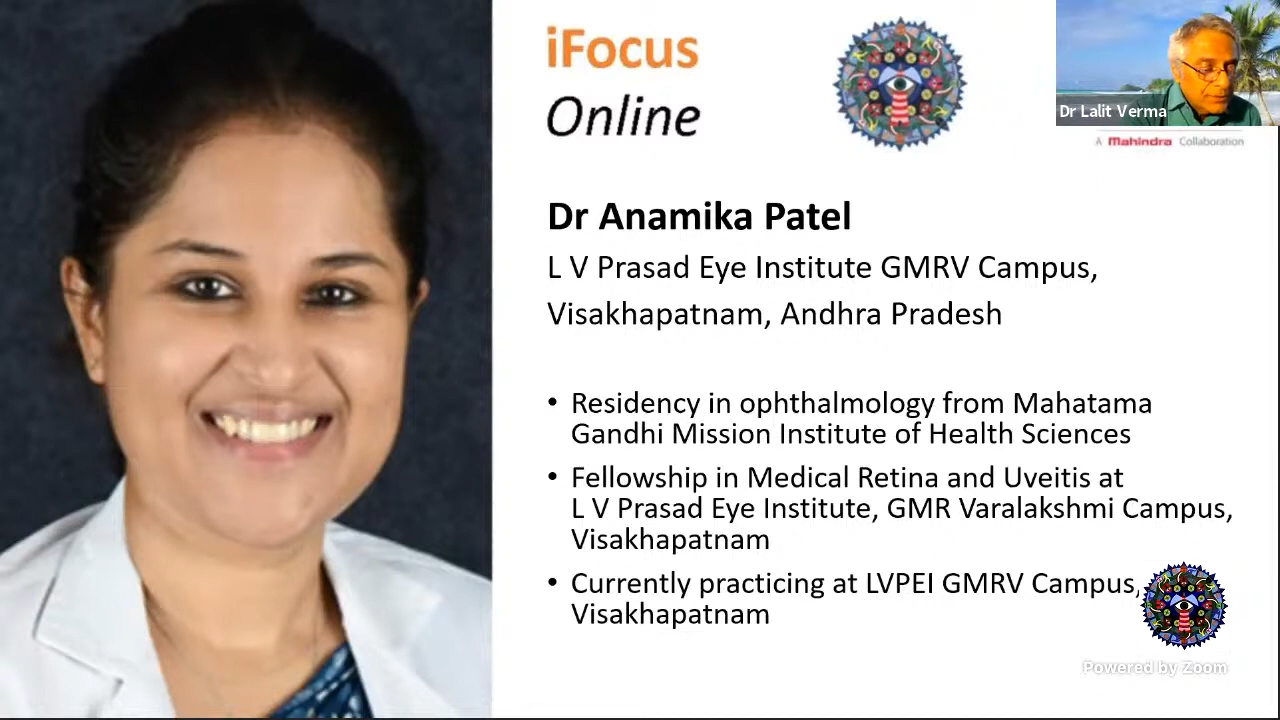 iFocus
Online
Dr Lalit Verma
A Mahindra Collaboration
Dr Anamika Patel
L V Prasad Eye Institute GMRV Campus,
Visakhapatnam, Andhra Pradesh
• Residency in ophthalmology from Mahatama
Gandhi Mission Institute of Health Sciences
• Fellowship in Medical Retina and Uveitis at
L V Prasad Eye Institute, GMR Varalakshmi Campus,
Visakhapatnam
• Currently practicing at LVPEI GMRV Campus,
Visakhapatnam
Powered by Zoom